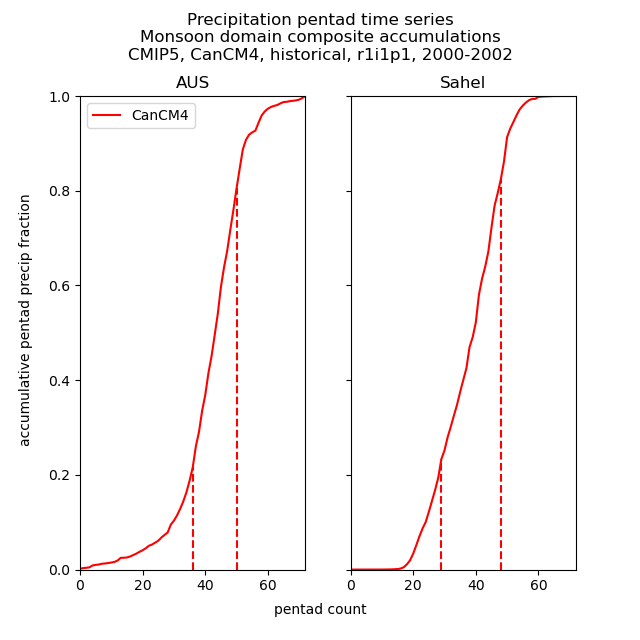 Precipitation pentad time series
Monsoon domain composite accumulations
CMIP5, CanCM4, historical, r1i1p1, 2000-2002
AUS
Sahel
CanCM4
accumulative pentad precip fraction
1.0
0.8
0.6
0.4
0.2
0.0
0 20 40 60
0 20 40 60
pentad count